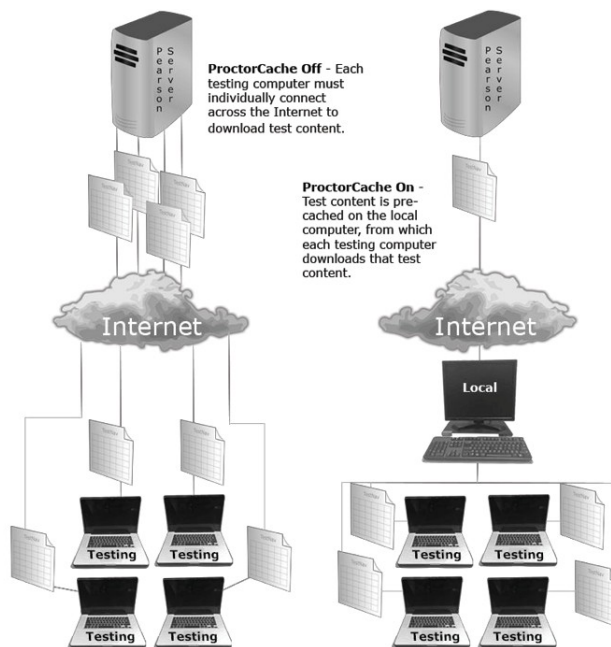 Pearson
Server
ProctorCache Off - Each
testing computer must
individually connect
across the Internet to
download test content.
Pearson
Server
ProctorCache On -
Test content is pre-
cached on the local
computer, from which
each testing computer
downloads that test
content.
Internet
Internet
Local
Testing
Testing
Testing
Testing
Testing
Testing
Testing
Testing